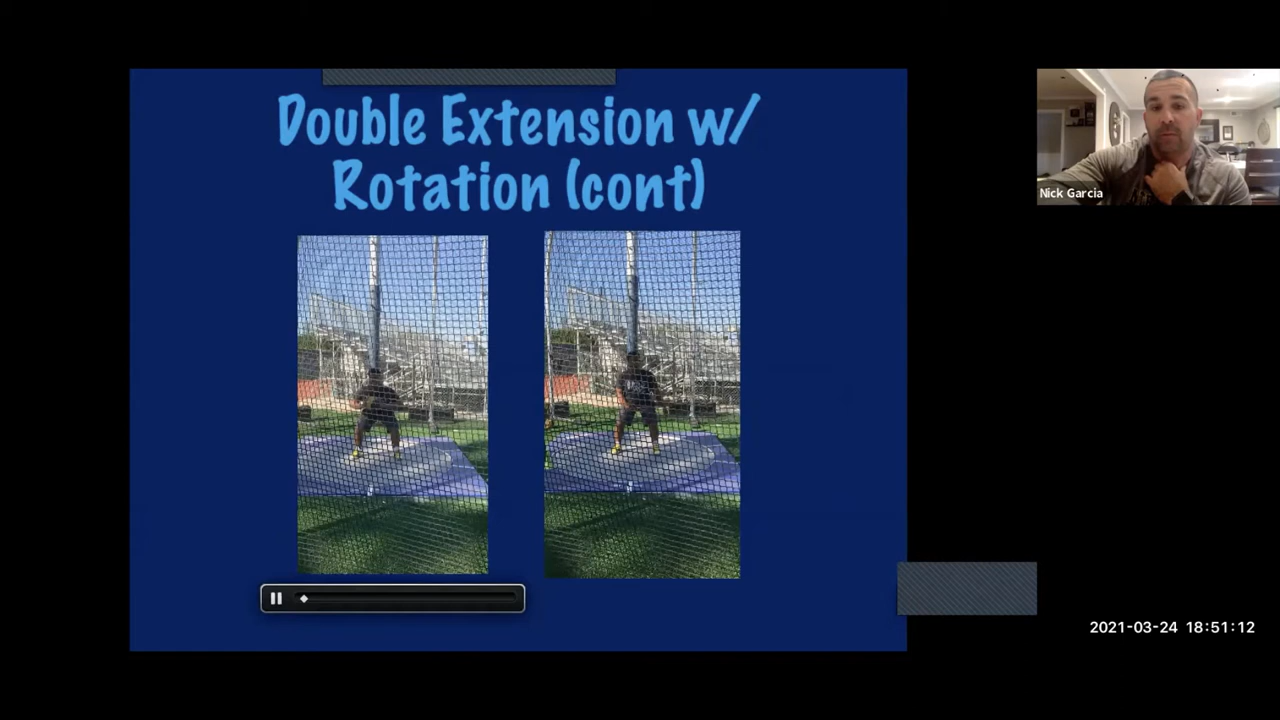 Double Extension w/
Rotation (cont)
Nick Garcia
2021-03-24 18:51:12